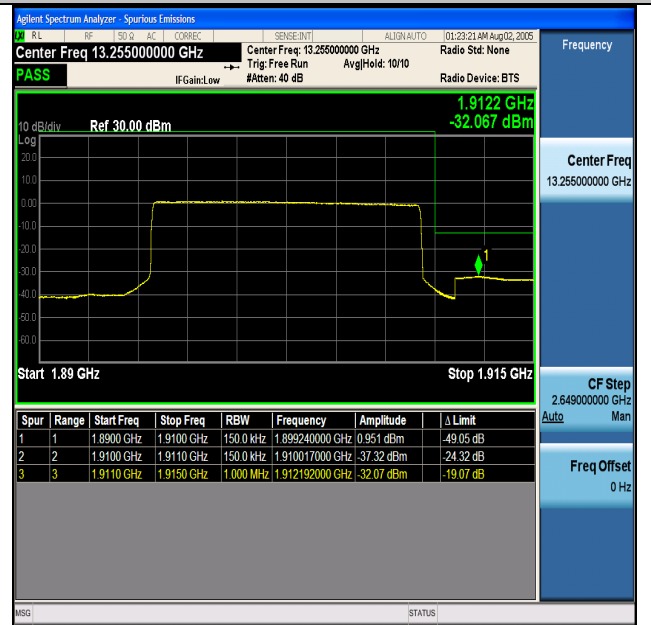 Agilent Spectrum Analyzer - Spurious Emissions
RL RF 50 Ω AC CORREC SENSE:INT ALIGN AUTO 01:23:21 AM Aug 02, 2005
Center Freq 13.255000000 GHz
Center Freq: 13.255000000 GHz
Radio Std: None
Trig: Free Run Avg|Hold: 10/10
PASS
IFGain:Low
#Atten: 40 dB
Radio Device: BTS
Frequency
1.9122 GHz
-32.067 dBm
10 dB/div Ref 30.00 dBm
Log
20.0
10.0
0.00
-10.0
-20.0
-30.0
-40.0
-50.0
-60.0
1
Start 1.89 GHz
Stop 1.915 GHz
Center Freq
13.255000000 GHz
CF Step
2.649000000 GHz
Auto Man
Freq Offset
0 Hz
Spur Range Start Freq Stop Freq RBW Frequency Amplitude Δ Limit
1 1 1.8900 GHz 1.9100 GHz 150.0 kHz 1.899240000 GHz 0.951 dBm -49.05 dB
2 2 1.9100 GHz 1.9110 GHz 150.0 kHz 1.910017000 GHz -37.32 dBm -24.32 dB
3 3 1.9110 GHz 1.9150 GHz 1.000 MHz 1.912192000 GHz -32.07 dBm -19.07 dB
MSG
STATUS